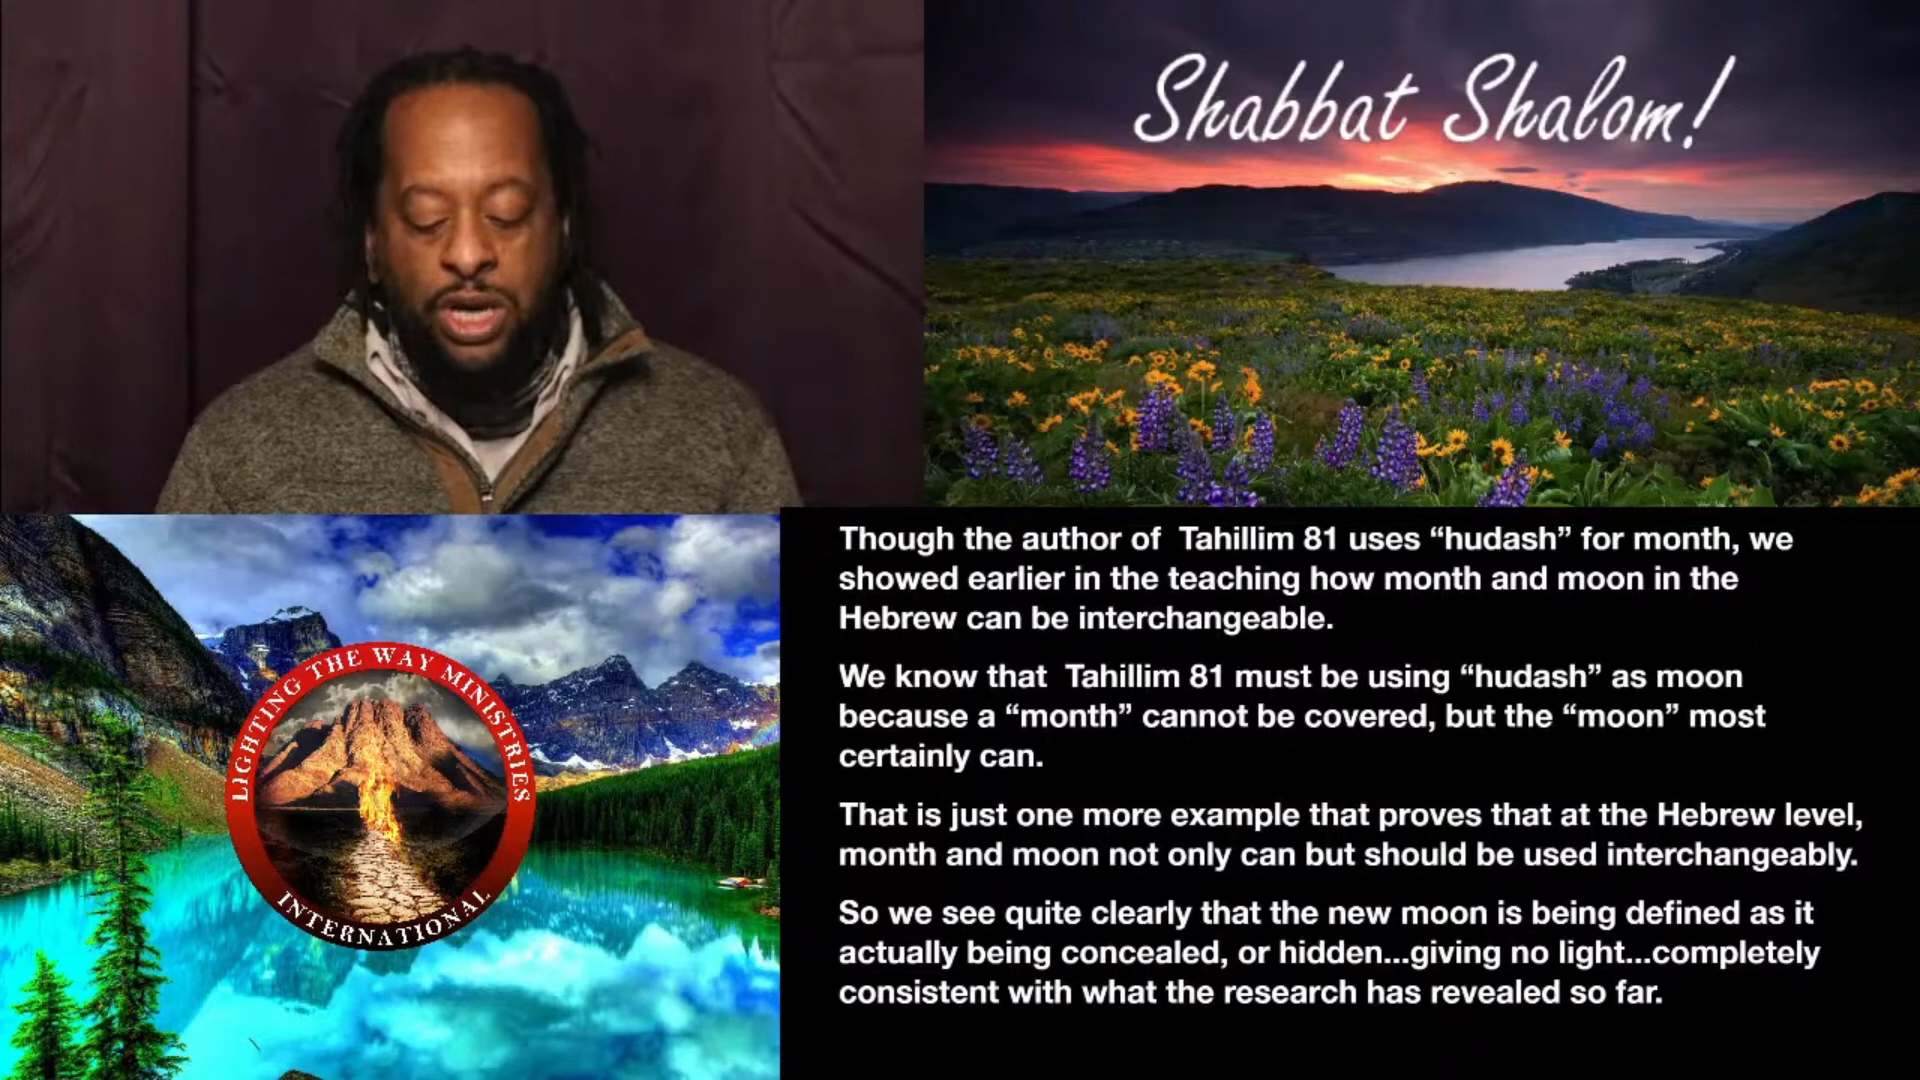 Shabbat Shalom!
LIGHTING THE WAY MINISTRIES
INTERNATIONAL
Though the author of  Tahillim 81 uses “hudash” for month, we
showed earlier in the teaching how month and moon in the
Hebrew can be interchangeable.
We know that  Tahillim 81 must be using “hudash” as moon
because a “month” cannot be covered, but the “moon” most
certainly can.
That is just one more example that proves that at the Hebrew level,
month and moon not only can but should be used interchangeably.
So we see quite clearly that the new moon is being defined as it
actually being concealed, or hidden...giving no light...completely
consistent with what the research has revealed so far.